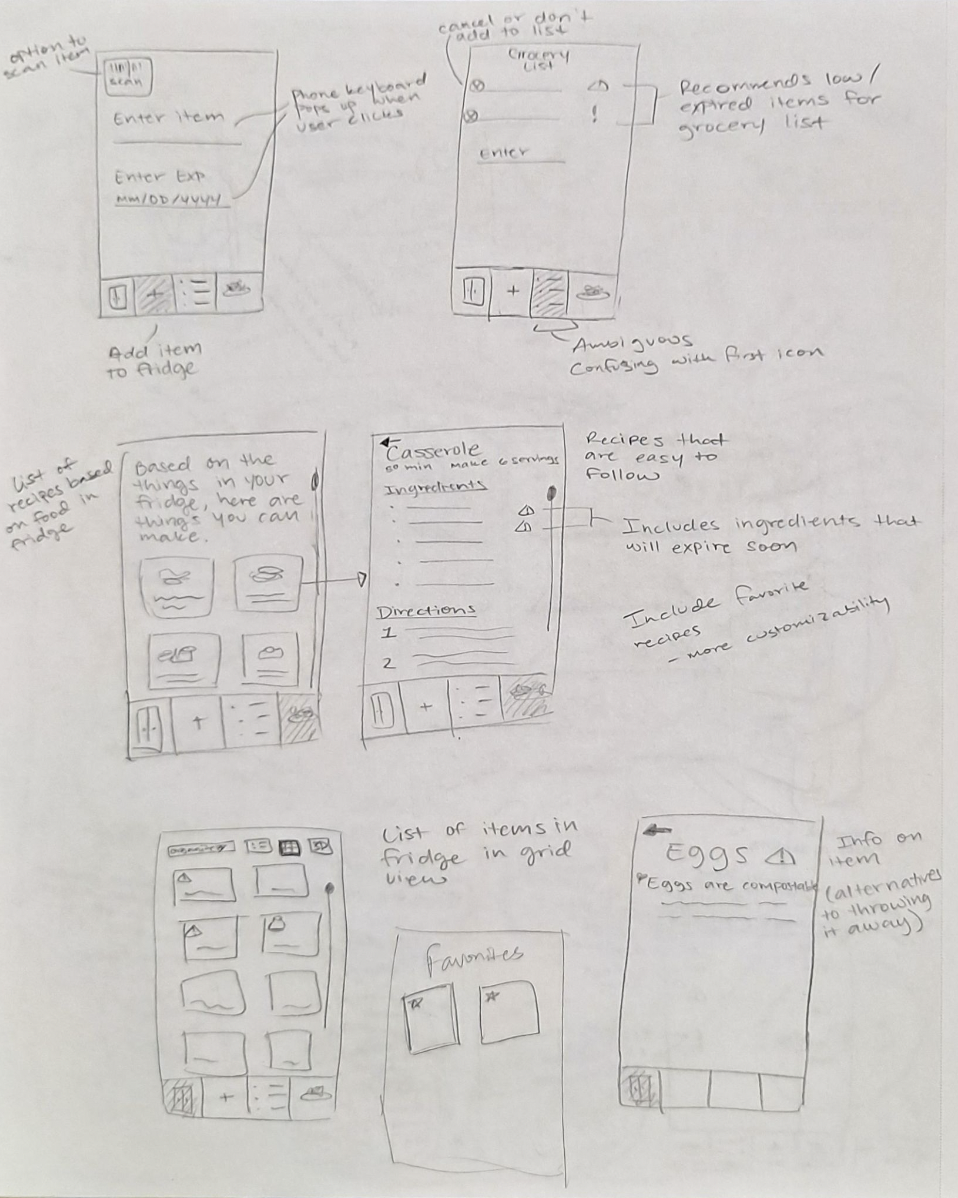 option to
scan item
scan
Enter item
Enter Exp
MM/DD/YYYY
phone keyboard
pops up when
user clicks
+
Add item
To fridge
cancel or don't
add to list
Grocery
List
!
Enter
Recommends low/
expired items for
grocery list
+
Ambiguous
Confusing with first icon
List of
recipes based
on food in
fridge
Based on the
things in your
fridge, here are
things you can
make.
+
Casserole
50 min make 6 servings
Ingredients
Directions
1
2
+
Recipes that
are easy to
follow
Includes ingredients that
will expire soon
Include favorite
recipes
- more customizability
+
List of items in
fridge in grid
view
Favorites
Eggs
Eggs are compostable
Info on
item
(alternatives
to throwing
it away)